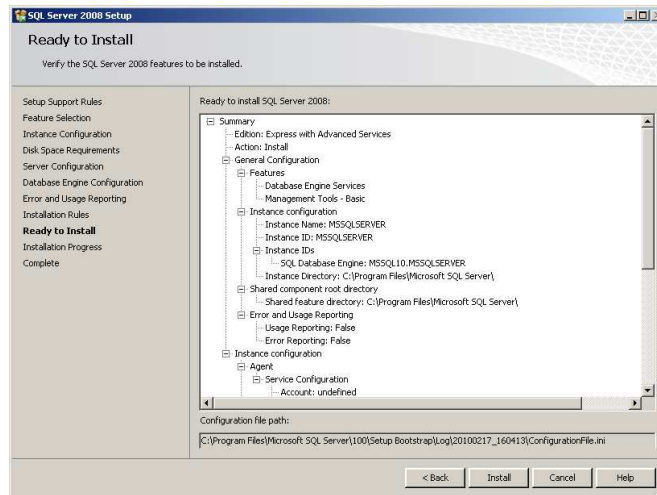 SQL Server 2008 Setup
Ready to Install
Verify the SQL Server 2008 features to be installed.
Setup Support Rules
Feature Selection
Instance Configuration
Disk Space Requirements
Server Configuration
Database Engine Configuration
Error and Usage Reporting
Installation Rules
Ready to Install
Installation Progress
Complete
Ready to install SQL Server 2008:
Summary
Edition: Express with Advanced Services
Action: Install
General Configuration
Features
Database Engine Services
Management Tools - Basic
Instance configuration
Instance Name: MSSQLSERVER
Instance ID: MSSQLSERVER
Instance IDs
SQL Database Engine: MSSQL10.MSSQLSERVER
Instance Directory: C:\Program Files\Microsoft SQL Server\
Shared component root directory
Shared feature directory: C:\Program Files\Microsoft SQL Server\
Error and Usage Reporting
Usage Reporting: False
Error Reporting: False
Instance configuration
Agent
Service Configuration
Account: undefined
Configuration file path:
C:\Program Files\Microsoft SQL Server\100\Setup Bootstrap\Log\20100217_160413\ConfigurationFile.ini
< Back
Install
Cancel
Help